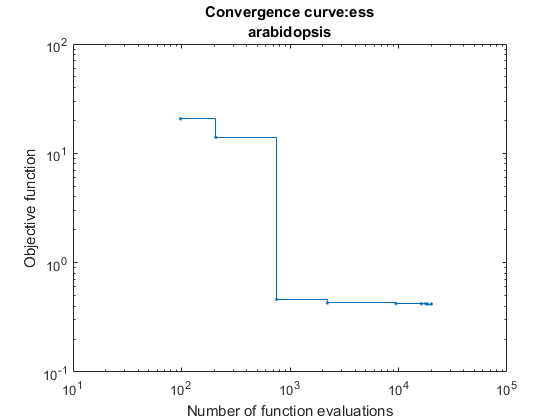 Convergence curve:ess
arabidopsis
10^2
10^1
10^0
10^-1
Objective function
10^1
10^2
10^3
10^4
10^5
Number of function evaluations